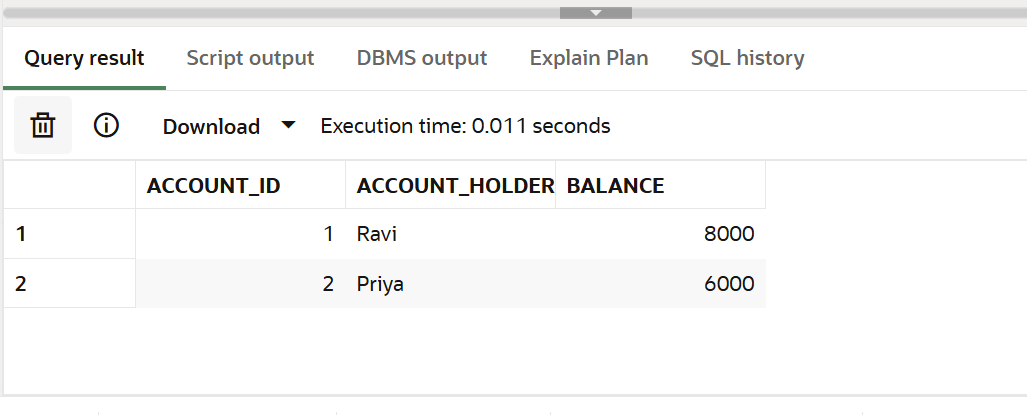 Query result Script output DBMS output Explain Plan SQL history
Download Execution time: 0.011 seconds
ACCOUNT_ID ACCOUNT_HOLDER BALANCE
1 1 Ravi 8000
2 2 Priya 6000